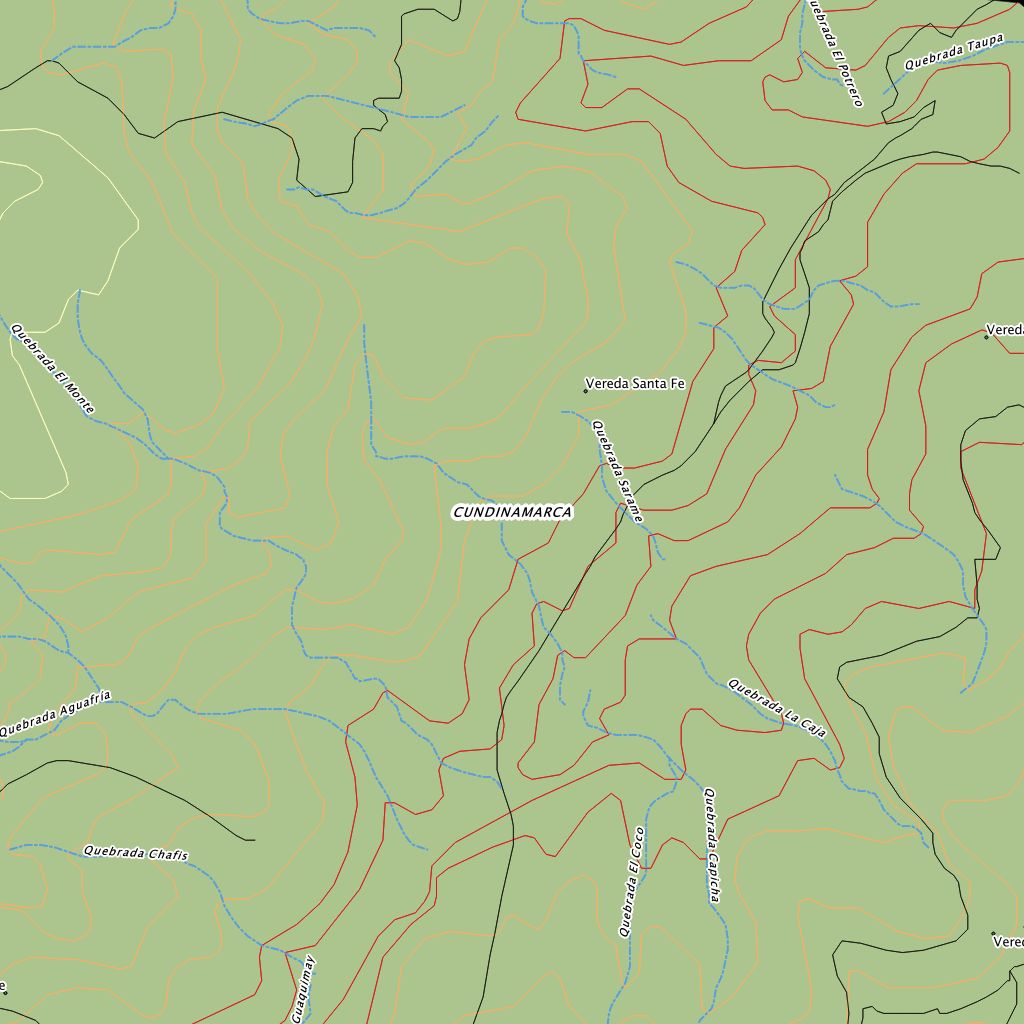 Quebrada El Potrero
Quebrada Taupa
Vereda
Quebrada El Monte
Vereda Santa Fe
Quebrada Sarame
CUNDINAMARCA
Quebrada Aguafría
Quebrada La Caja
Quebrada Capicha
Quebrada El Coco
Quebrada Chafis
Guaquimay
Vered
e